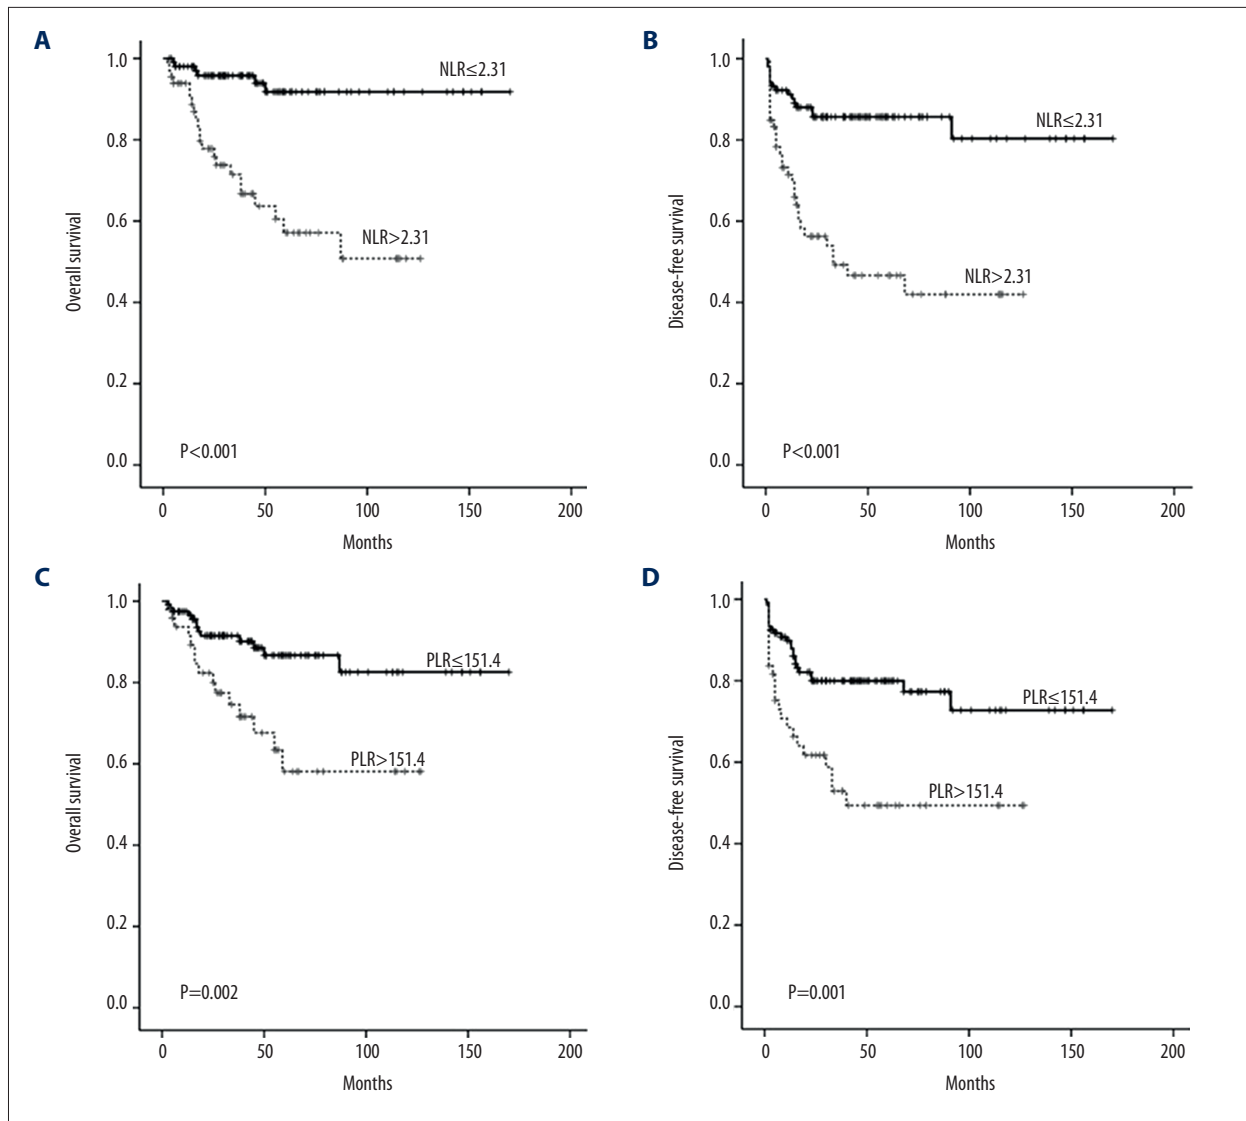 A
Overall survival
1.0
0.8
0.6
0.4
0.2
0.0
NLR≤2.31
NLR>2.31
P<0.001
0 50 100 150 200
Months
B
Disease-free survival
1.0
0.8
0.6
0.4
0.2
0.0
NLR≤2.31
NLR>2.31
P<0.001
0 50 100 150 200
Months
C
Overall survival
1.0
0.8
0.6
0.4
0.2
0.0
PLR≤151.4
PLR>151.4
P=0.002
0 50 100 150 200
Months
D
Disease-free survival
1.0
0.8
0.6
0.4
0.2
0.0
PLR≤151.4
PLR>151.4
P=0.001
0 50 100 150 200
Months